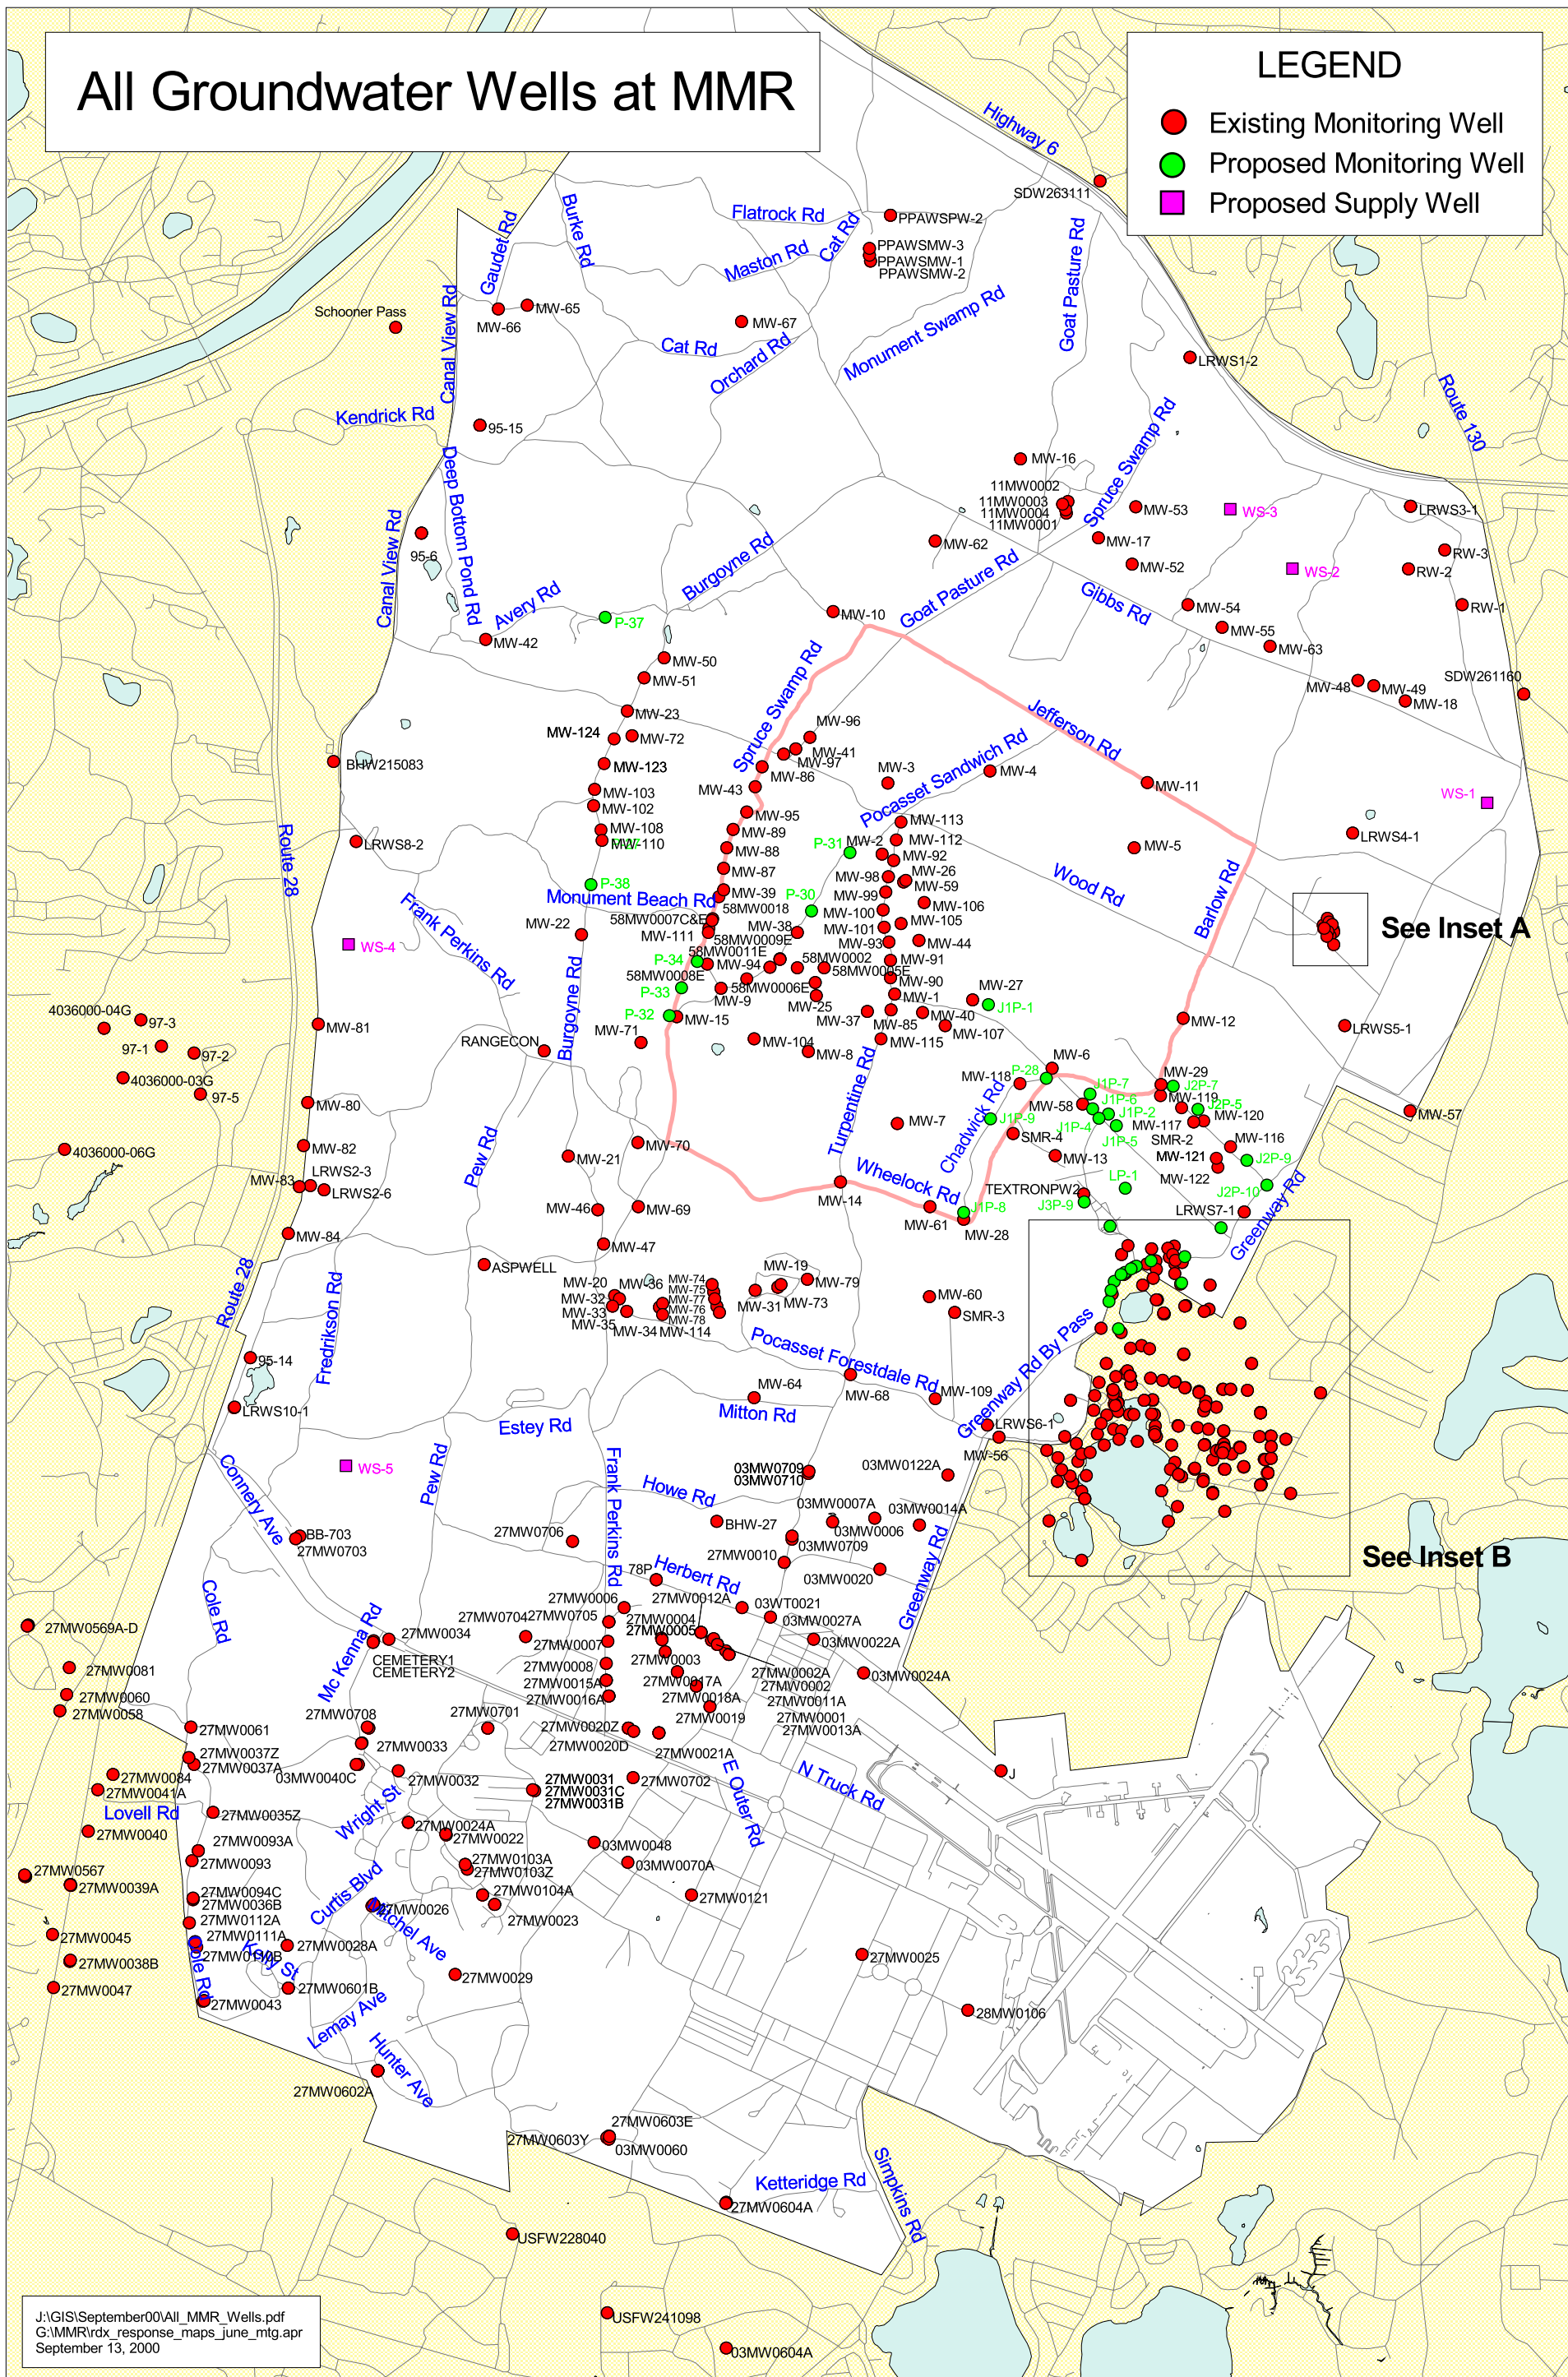 All Groundwater Wells at MMR
LEGEND
Existing Monitoring Well
Proposed Monitoring Well
Proposed Supply Well
Highway 6
SDW263111
Flatrock Rd
Burke Rd
Gaudet Rd
Cat Rd
PPAWSPW-2
PPAWSMW-3
PPAWSMW-1
PPAWSMW-2
Maston Rd
Goat Pasture Rd
Schooner Pass
Canal View Rd
MW-66
MW-65
MW-67
Cat Rd
Orchard Rd
Monument Swamp Rd
LRWS1-2
Route 130
Kendrick Rd
95-15
Deep Bottom Pond Rd
MW-16
Spruce Swamp Rd
11MW0002
11MW0003
11MW0004
11MW0001
MW-53
WS-3
LRWS3-1
95-6
Canal View Rd
MW-62
MW-17
MW-52
RW-3
RW-2
WS-2
Burgoyne Rd
Goat Pasture Rd
Gibbs Rd
Avery Rd
P-37
MW-10
MW-54
RW-1
MW-42
MW-55
MW-63
MW-50
MW-51
SDW261160
MW-48
MW-49
MW-18
Spruce Swamp Rd
MW-23
MW-124
MW-72
MW-96
MW-41
MW-97
MW-86
Jefferson Rd
Pocasset Sandwich Rd
BHW215083
MW-123
MW-3
MW-4
MW-11
MW-43
WS-1
MW-103
MW-102
MW-95
MW-113
MW-108
MW-110
MW-89
MW-2
MW-112
LRWS4-1
Route 28
LRWS8-2
MW-88
P-31
MW-92
MW-5
MW-87
MW-98
MW-26
MW-59
Wood Rd
P-38
Monument Beach Rd
MW-39
P-30
MW-99
MW-106
Barlow Rd
Frank Perkins Rd
58MW0018
58MW0007C&E
MW-38
MW-100
MW-105
MW-101
See Inset A
MW-22
MW-111
58MW0009E
MW-93
MW-44
WS-4
58MW0011E
P-34
MW-94
58MW0002
58MW0005E
MW-91
58MW0008E
P-33
MW-9
58MW0006E
MW-25
MW-90
MW-1
MW-27
J1P-1
4036000-04G
97-3
MW-81
P-32
MW-15
MW-37
MW-85
MW-40
MW-107
MW-12
LRWS5-1
97-1
97-2
RANGECON
Burgoyne Rd
MW-71
MW-104
MW-8
MW-115
MW-6
4036000-03G
97-5
MW-80
Turpentine Rd
P-28
MW-118
MW-29
J1P-7
J2P-7
MW-119
J1P-6
J2P-5
MW-57
MW-58
J1P-2
MW-120
MW-7
Chadwick Rd
J1P-9
J1P-4
J1P-5
MW-117
4036000-06G
MW-82
MW-70
SMR-4
SMR-2
MW-116
Pew Rd
MW-21
MW-13
MW-121
J2P-9
MW-83
LRWS2-3
LRWS2-6
Wheelock Rd
MW-14
LP-1
TEXTRONPW2
MW-122
J2P-10
MW-46
MW-69
J3P-9
LRWS7-1
MW-61
J1P-8
MW-28
Greenway Rd
MW-84
MW-47
ASPWELL
Route 28
Fredrikson Rd
MW-20
MW-36
MW-74
MW-75
MW-19
MW-79
MW-32
MW-77
MW-31
MW-73
MW-60
MW-33
MW-76
SMR-3
MW-35
MW-34
MW-78
MW-114
Greenway Rd By Pass
95-14
Pocasset Forestdale Rd
MW-64
MW-68
MW-109
LRWS10-1
Mitton Rd
Estey Rd
LRWS6-1
MW-56
Connery Ave
WS-5
Pew Rd
Frank Perkins Rd
03MW0709
03MW0710
03MW0122A
Howe Rd
03MW0007A
03MW0014A
BB-703
27MW0703
27MW0706
BHW-27
03MW0006
03MW0709
27MW0010
See Inset B
Greenway Rd
03MW0020
78P
Herbert Rd
Cole Rd
27MW0006
27MW0012A
03WT0021
27MW0704
27MW0705
27MW0004
27MW0005
03MW0027A
27MW0569A-D
Mc Kenna Rd
27MW0034
27MW0007
03MW0022A
CEMETERY1
CEMETERY2
27MW0081
27MW0008
27MW0003
27MW0002A
03MW0024A
27MW0015A
27MW0017A
27MW0002
27MW0060
27MW0016A
27MW0018A
27MW0011A
27MW0058
27MW0061
27MW0708
27MW0701
27MW0020Z
27MW0019
27MW0001
27MW0013A
27MW0033
27MW0020D
27MW0021A
27MW0037Z
27MW0037A
27MW0084
03MW0040C
27MW0032
27MW0031
27MW0031C
27MW0031B
27MW0702
E Outer Rd
N Truck Rd
J
27MW0041A
Lovell Rd
Wright St
27MW0035Z
27MW0024A
27MW0040
27MW0022
03MW0048
27MW0093A
27MW0093
27MW0103A
27MW0103Z
03MW0070A
27MW0567
27MW0039A
Curtis Blvd
27MW0094C
27MW0036B
27MW0104A
27MW0121
27MW0026
27MW0023
27MW0112A
Mitchel Ave
27MW0045
27MW0111A
27MW0028A
27MW0025
27MW0038B
Kelly St
Cole Rd
27MW0029
27MW0047
27MW0601B
27MW0043
28MW0106
Lemay Ave
Hunter Ave
27MW0602A
27MW0603E
27MW0603Y
03MW0060
Simpkins Rd
Ketteridge Rd
27MW0604A
USFW228040
USFW241098
03MW0604A
J:\GIS\September00\All_MMR_Wells.pdf
G:\MMR\rdx_response_maps_june_mtg.apr
September 13, 2000